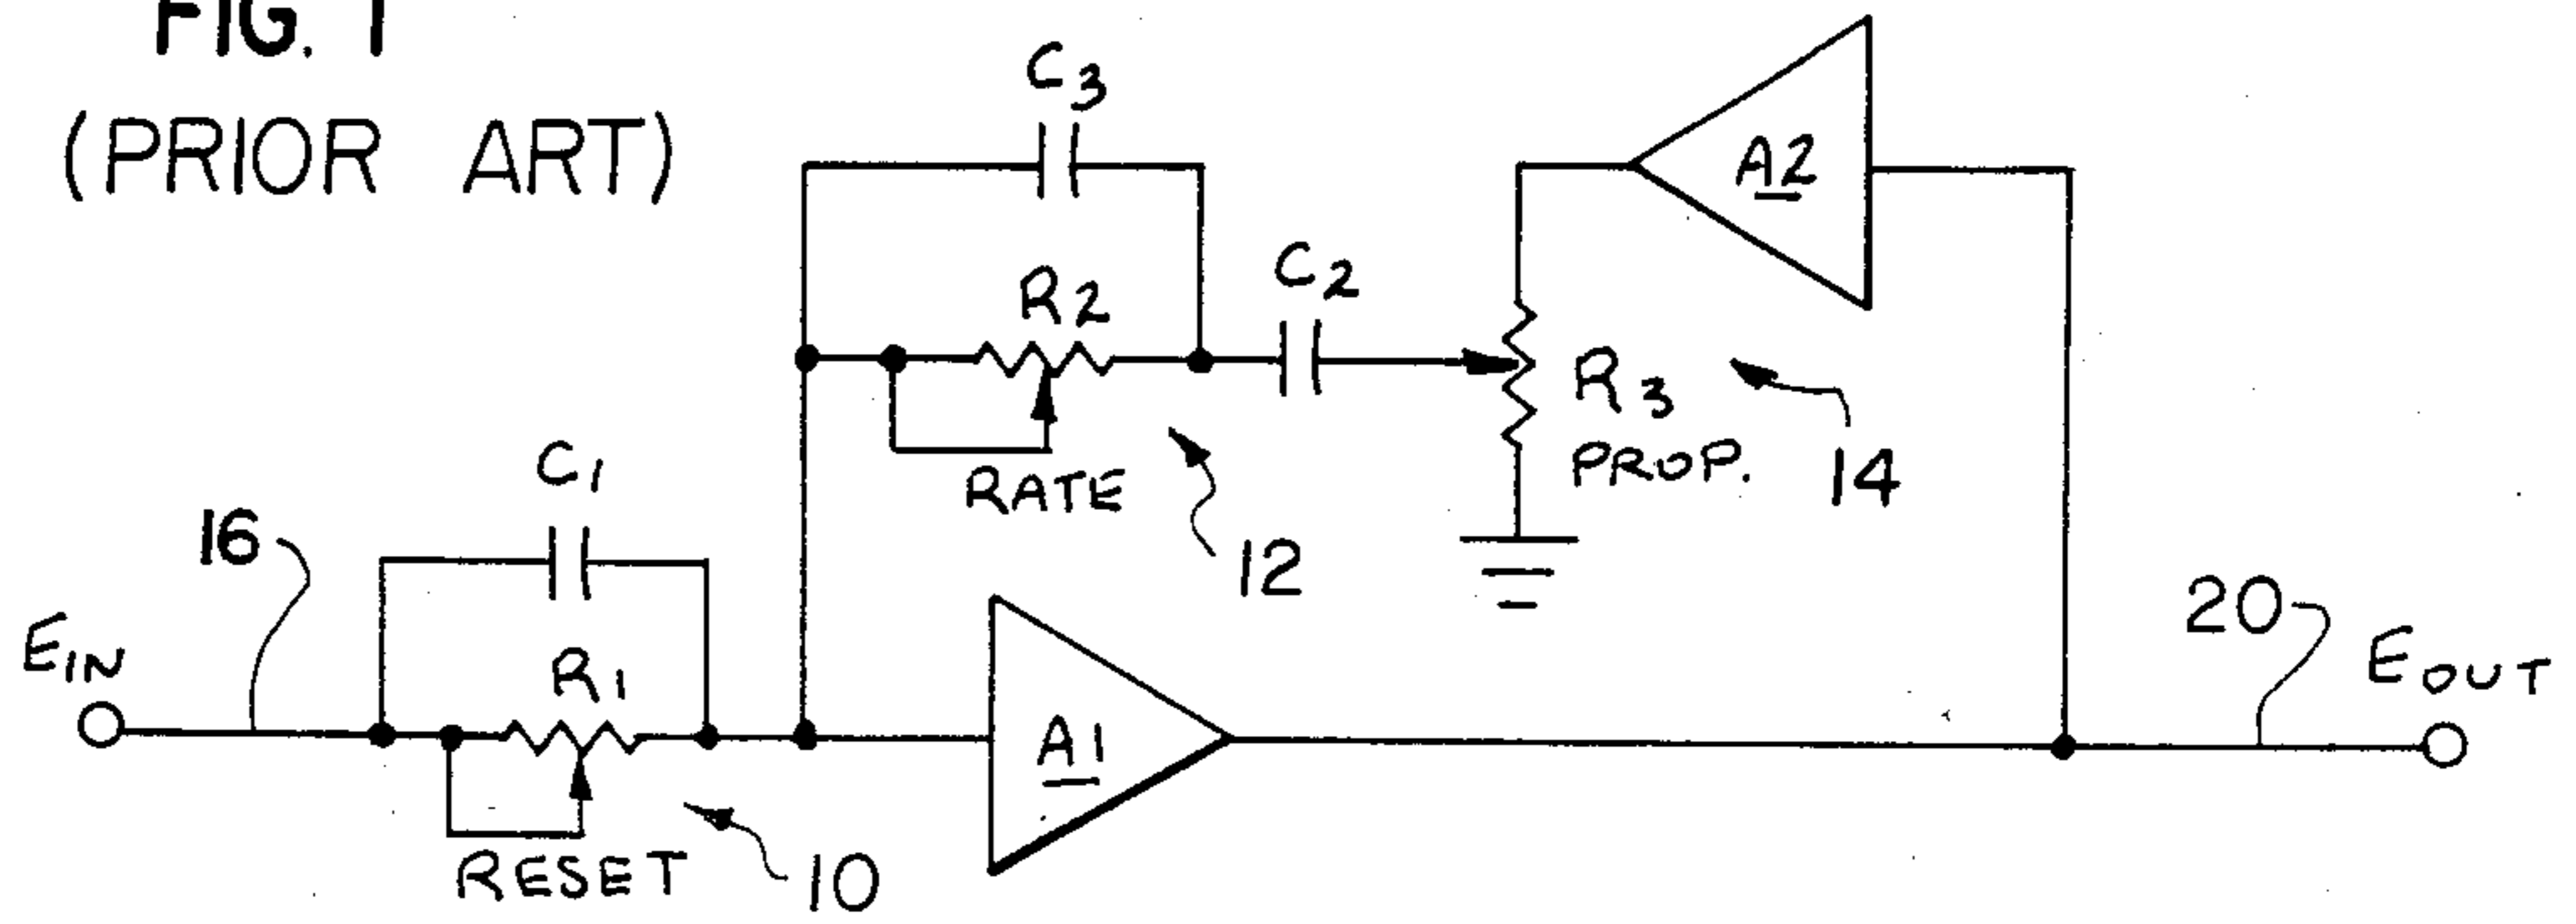 FIG. 1
(PRIOR ART)
C3
A2
C2
R2
R3
PROP.
14
RATE
12
C1
16
EIN
R1
RESET
10
A1
20
EOUT